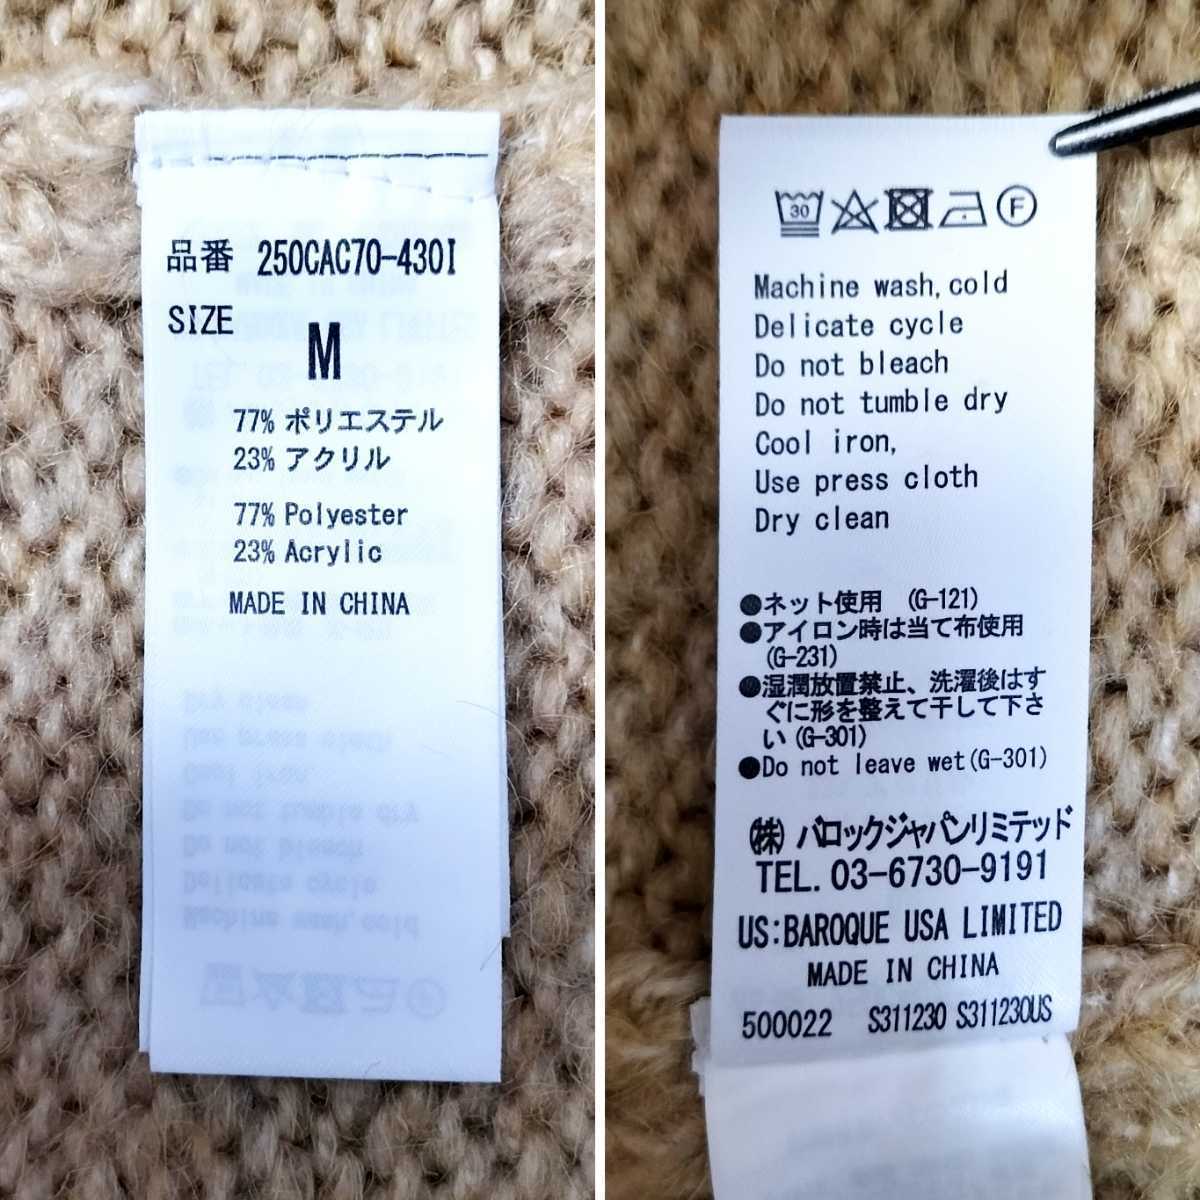 品番 250CAC70-430I
SIZE
M
77% ポリエステル
23% アクリル
77% Polyester
23% Acrylic
MADE IN CHINA
30
F
Machine wash,cold
Delicate cycle
Do not bleach
Do not tumble dry
Cool iron,
Use press cloth
Dry clean
●ネット使用 (G-121)
●アイロン時は当て布使用
(G-231)
●湿潤放置禁止、洗濯後はす
ぐに形を整えて干して下さ
い(G-301)
●Do not leave wet(G-301)
㈱ バロックジャパンリミテッド
TEL. 03-6730-9191
US:BAROQUE USA LIMITED
MADE IN CHINA
500022 S311230 S311230US